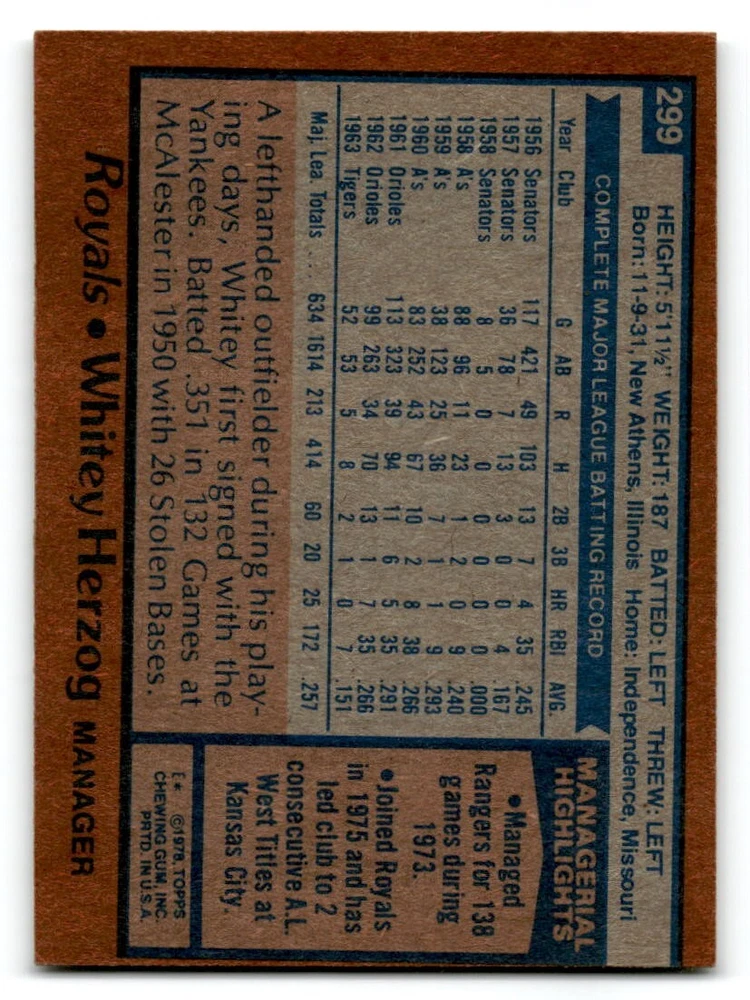 299
HEIGHT: 5'11½" WEIGHT: 187 BATTED: LEFT THREW: LEFT
Born: 11-9-31, New Athens, Illinois Home: Independence, Missouri
COMPLETE MAJOR LEAGUE BATTING RECORD
Year Club G AB R H 2B 3B HR RBI AVG.
1956 Senators 117 421 49 103 13 7 4 35 .245
1957 Senators 36 78 7 13 3 0 0 4 .167
1958 Senators 8 5 0 0 0 0 0 0 .000
1958 A's 88 96 11 23 1 2 0 9 .240
1959 A's 38 123 25 36 7 1 1 9 .293
1960 A's 83 252 43 67 10 2 8 38 .266
1961 Orioles 113 323 39 94 11 6 5 35 .291
1962 Orioles 99 263 34 70 13 1 7 35 .266
1963 Tigers 52 53 5 8 2 1 0 7 .151
Maj. Lea. Totals ... 634 1614 213 414 60 20 25 172 .257
A lefthanded outfielder during his play-
ing days, Whitey first signed with the
Yankees. Batted .351 in 132 Games at
McAlester in 1950 with 26 Stolen Bases.
MANAGERIAL
HIGHLIGHTS
•Managed
Rangers for 138
games during
1973.
•Joined Royals
in 1975 and has
led club to 2
consecutive A.L.
West Titles at
Kansas City.
E* ©1978, TOPPS
CHEWING GUM, INC.
PRTD. IN U.S.A.
Royals • Whitey Herzog MANAGER